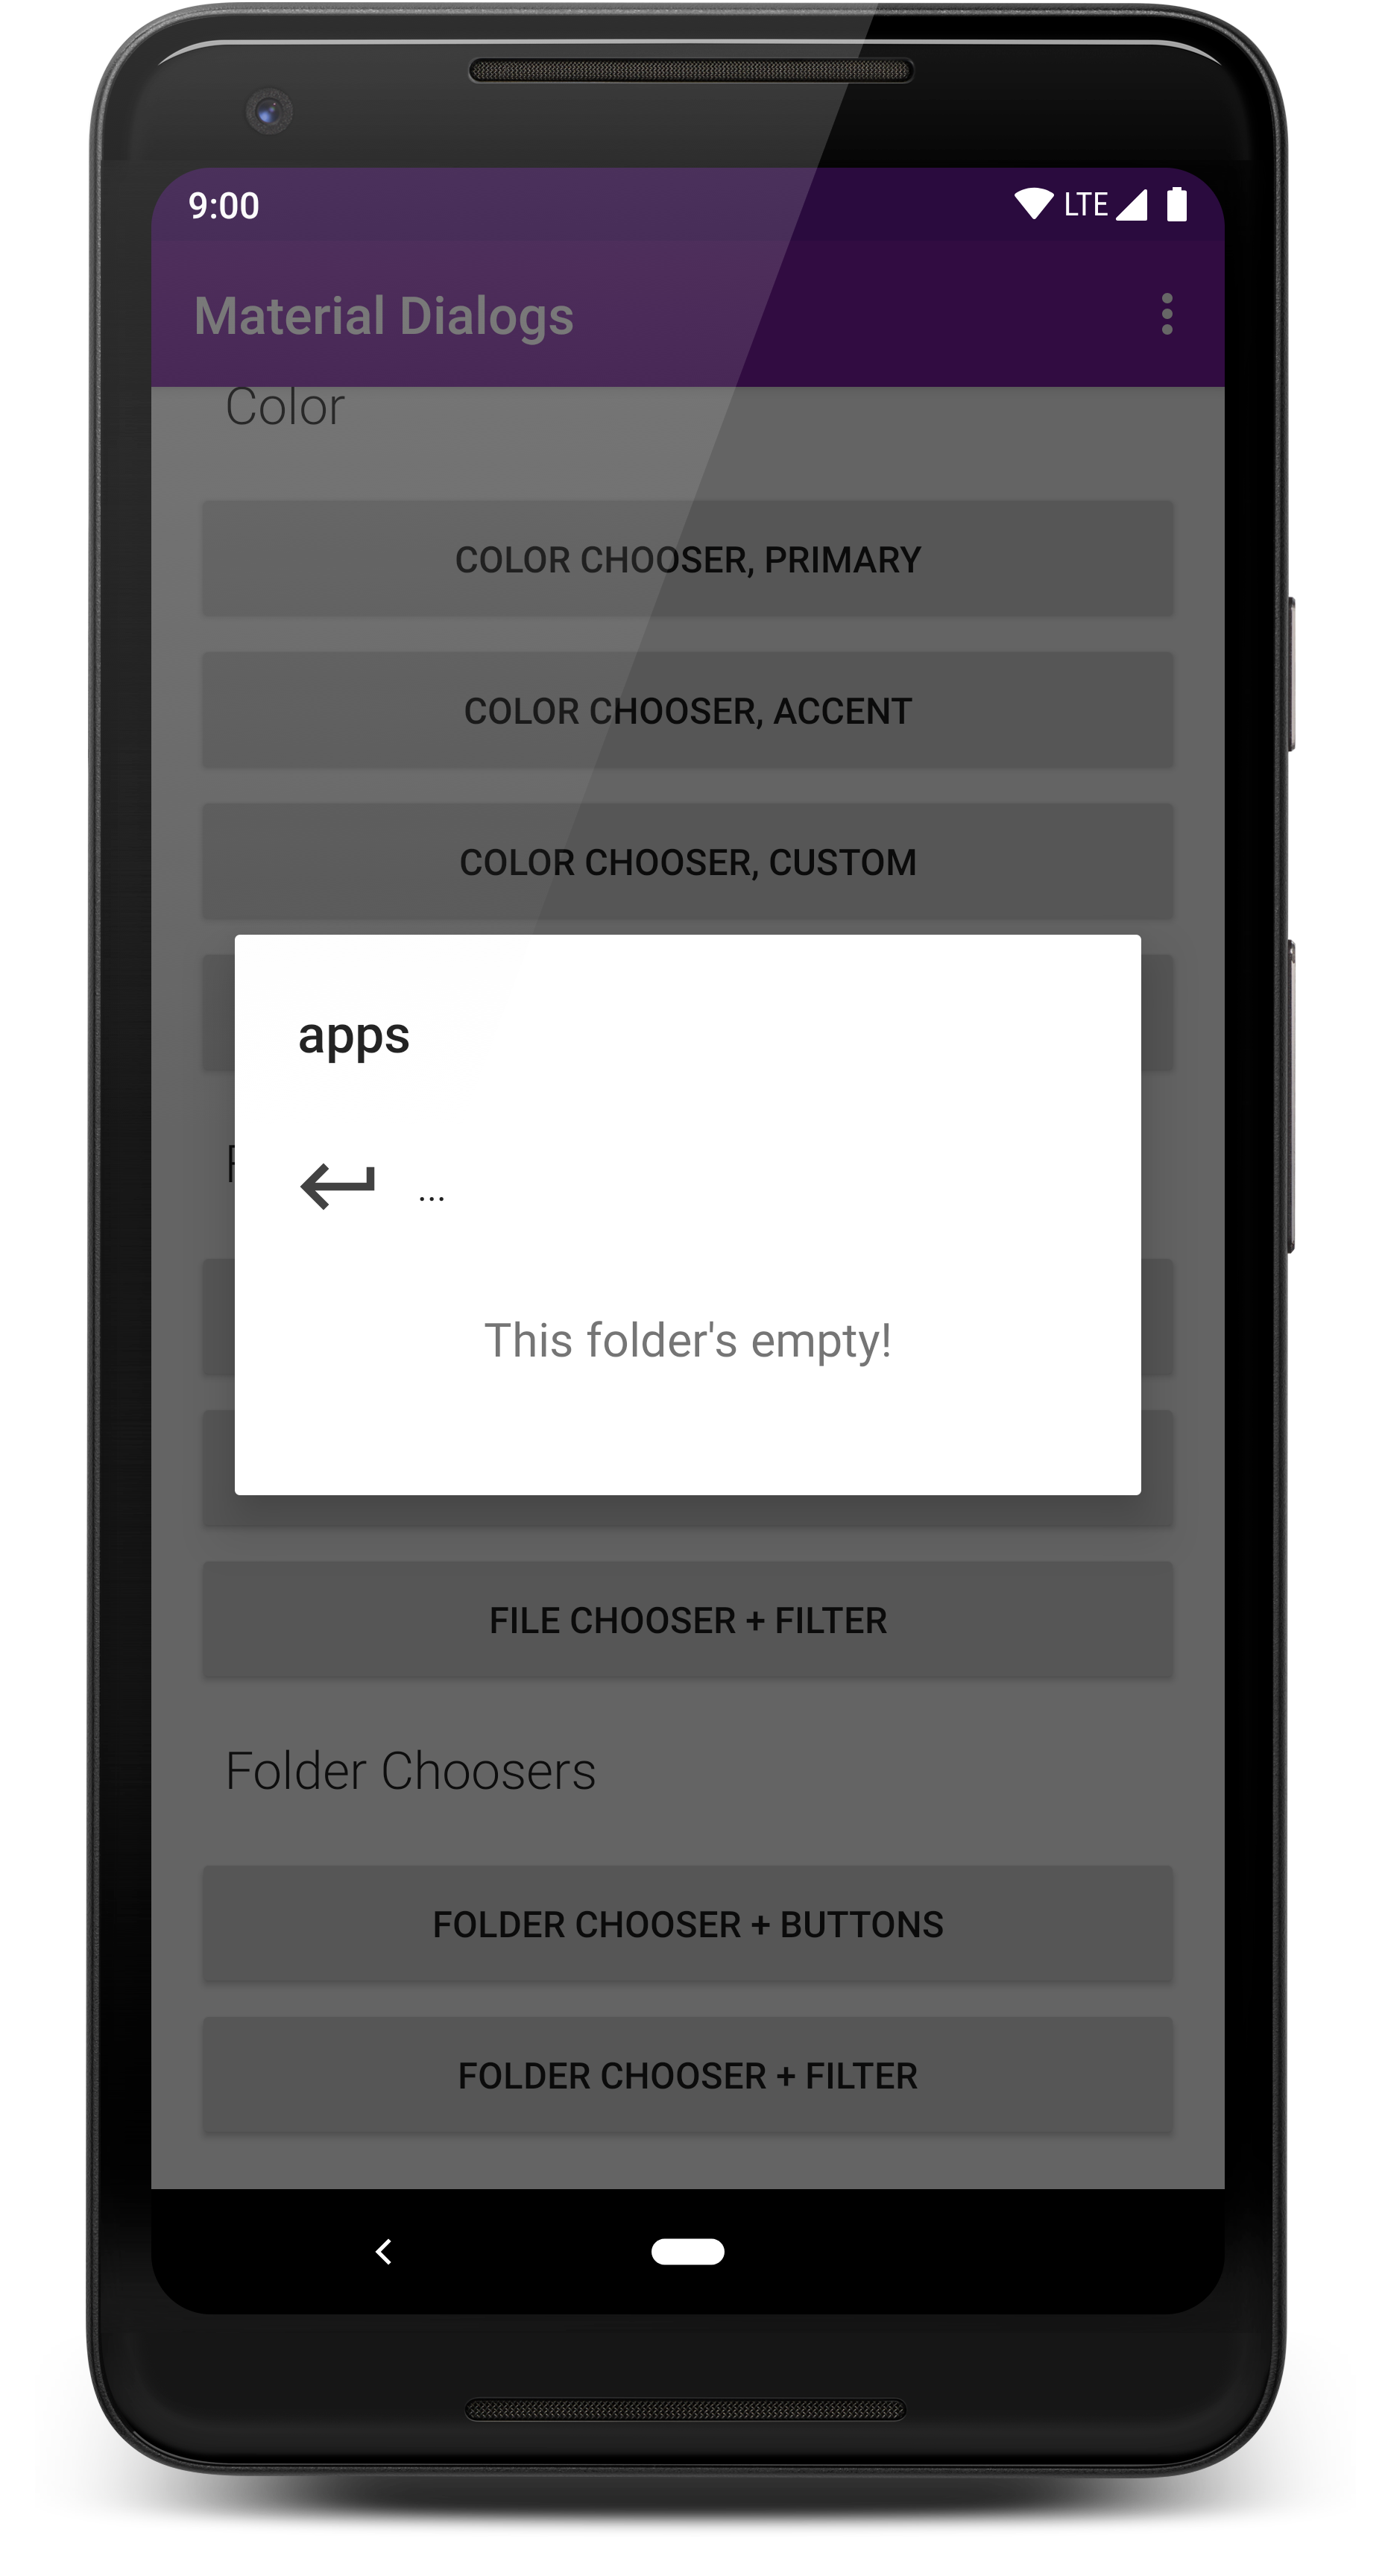 9:00
LTE
Material Dialogs
Color
COLOR CHOOSER, PRIMARY
COLOR CHOOSER, ACCENT
COLOR CHOOSER, CUSTOM
apps
...
This folder's empty!
FILE CHOOSER + FILTER
Folder Choosers
FOLDER CHOOSER + BUTTONS
FOLDER CHOOSER + FILTER